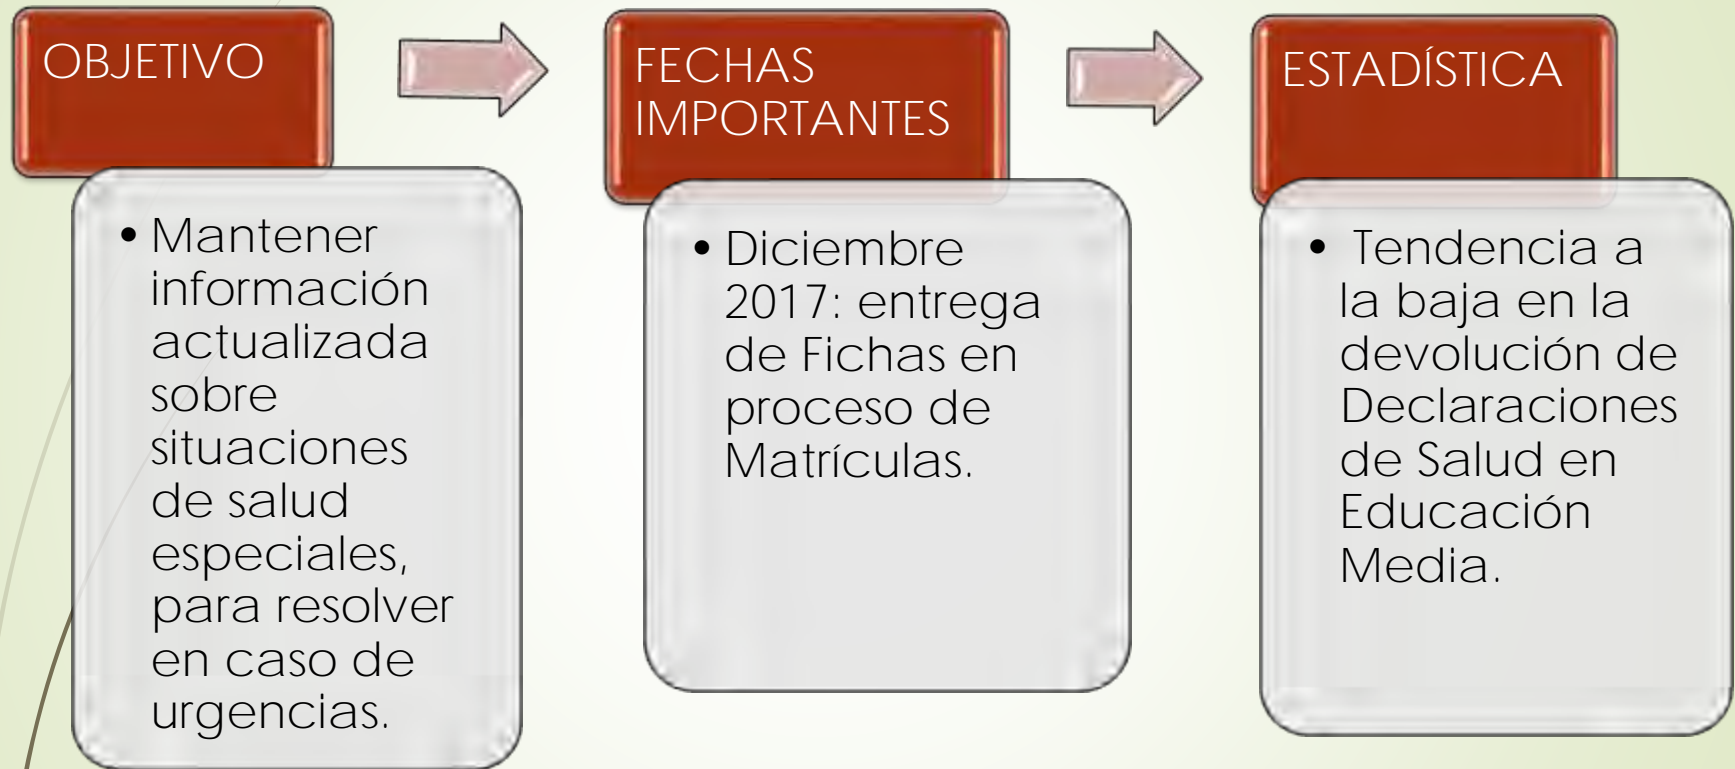 OBJETIVO
• Mantener
información
actualizada
sobre
situaciones
de salud
especiales,
para resolver
en caso de
urgencias.
FECHAS
IMPORTANTES
• Diciembre
2017: entrega
de Fichas en
proceso de
Matrículas.
ESTADÍSTICA
• Tendencia a
la baja en la
devolución de
Declaraciones
de Salud en
Educación
Media.